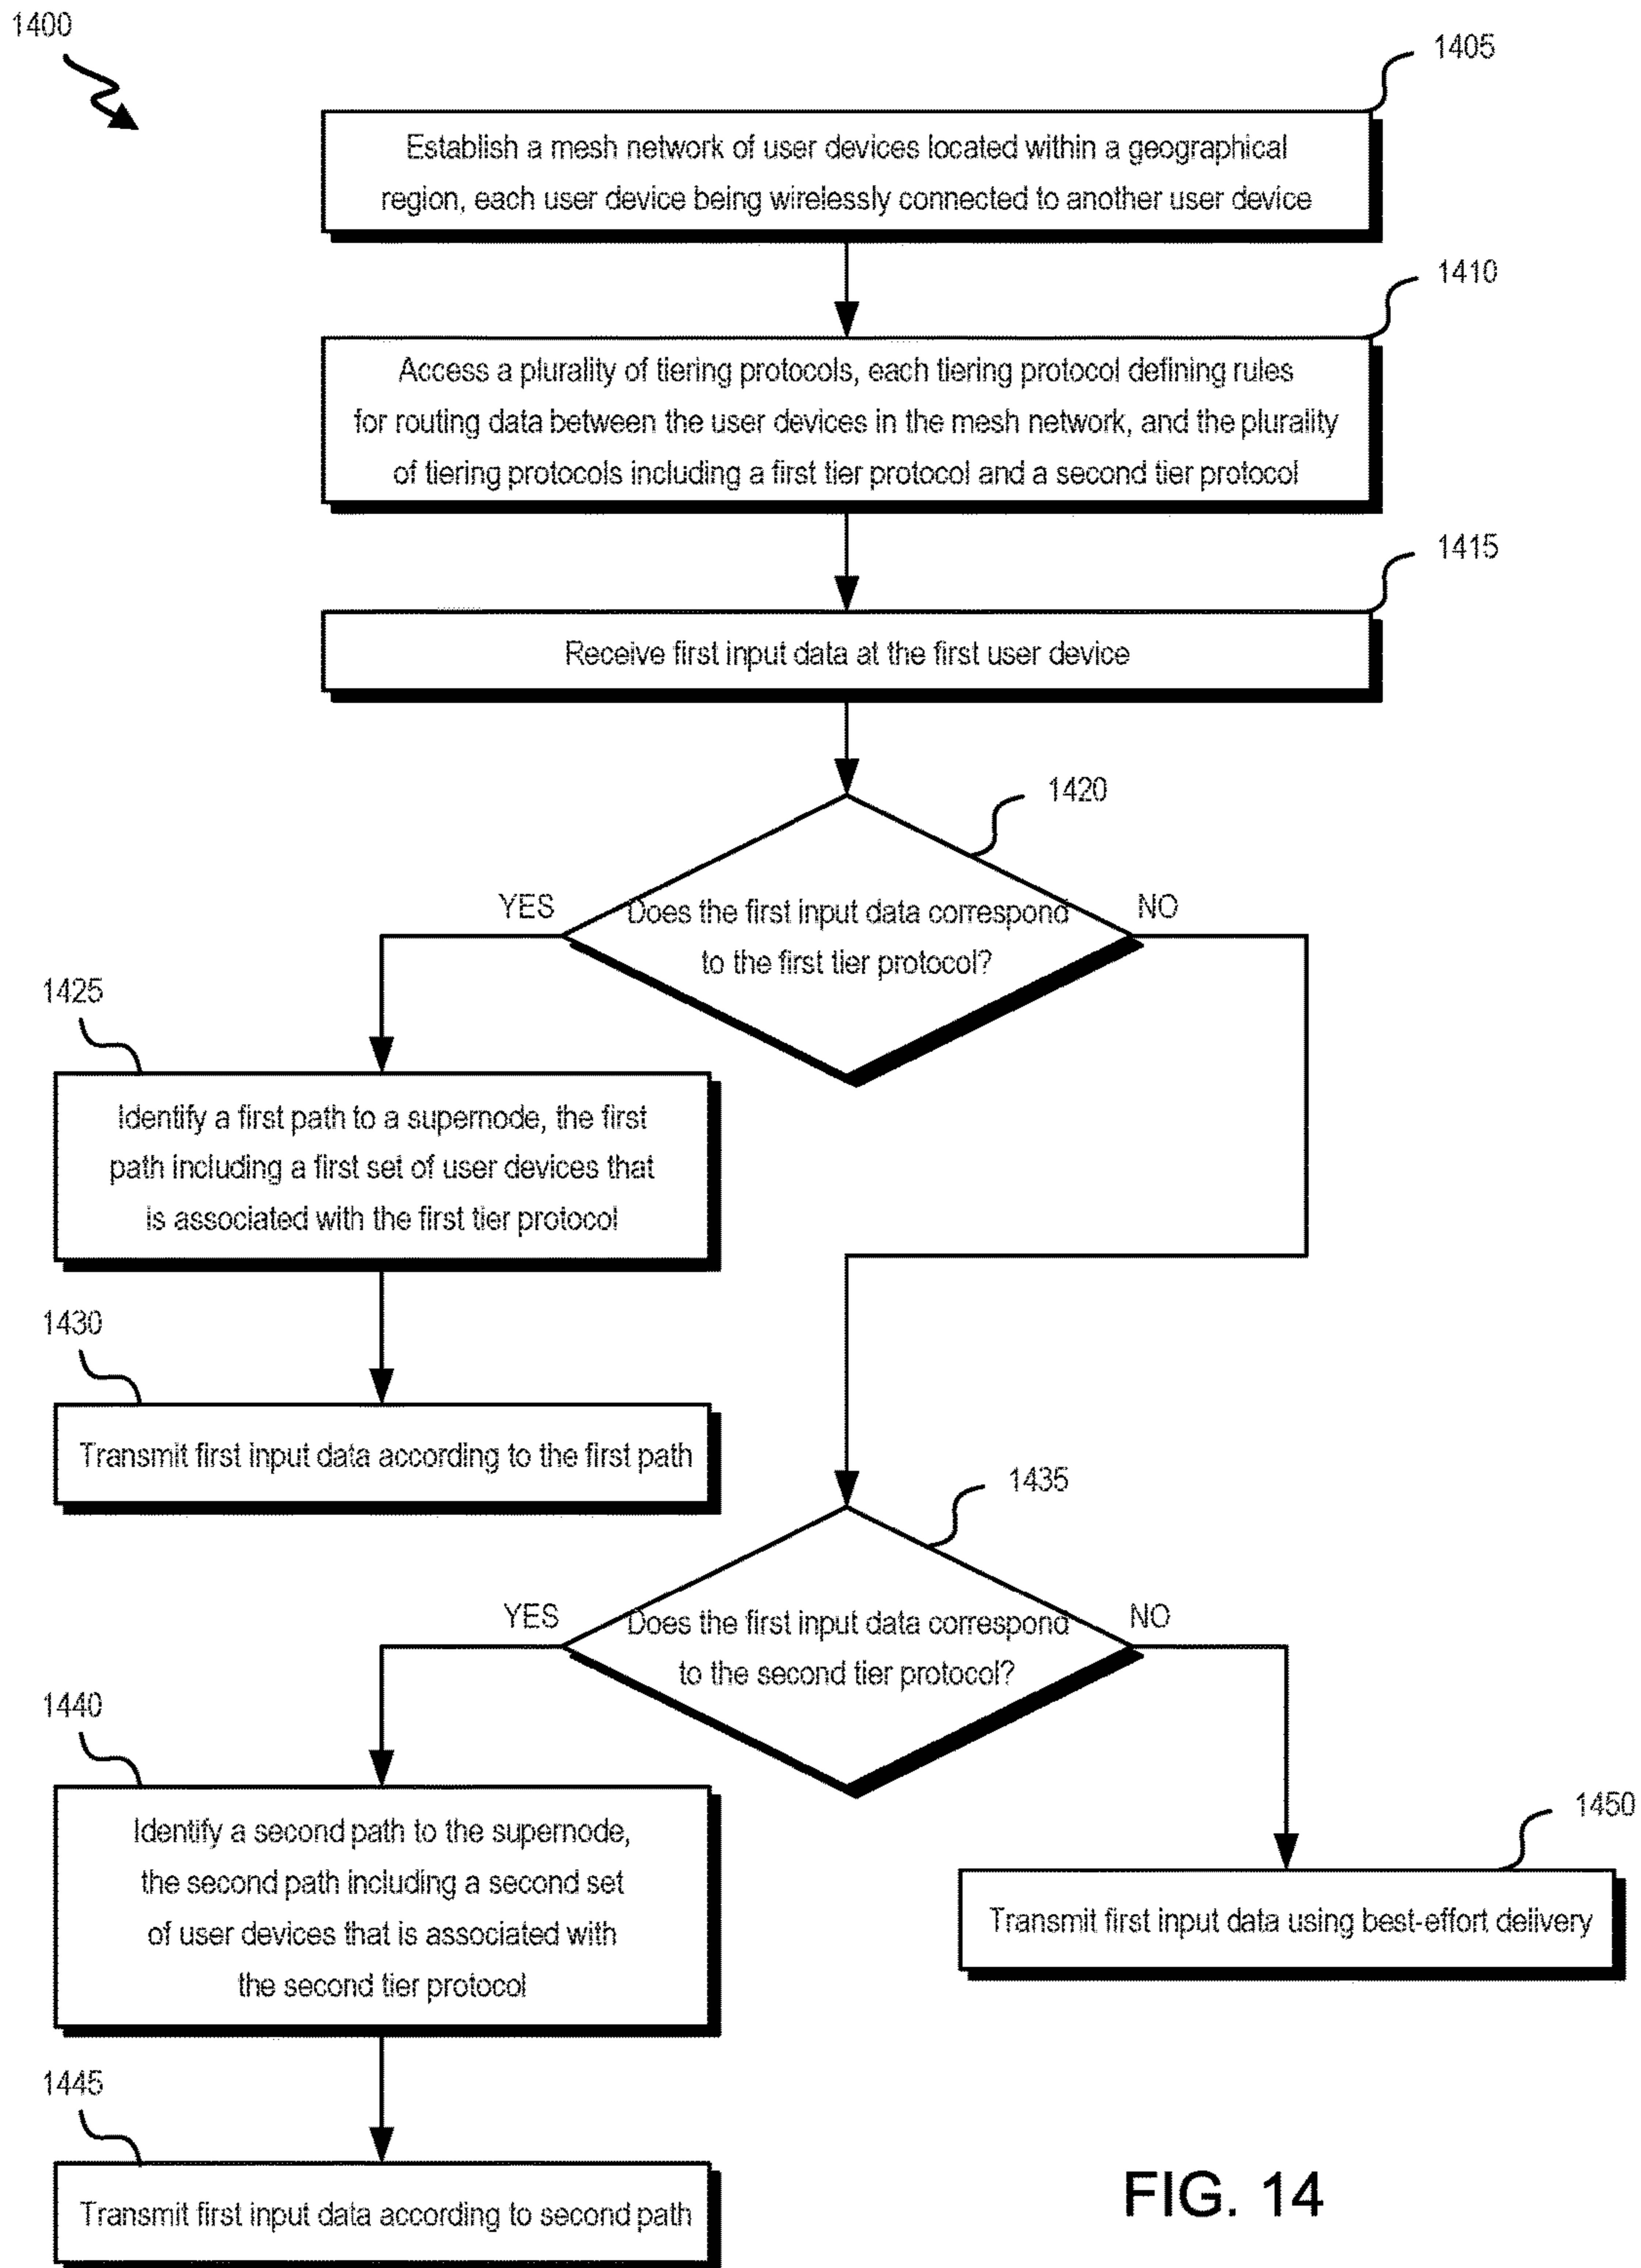 1400
1405
Establish a mesh network of user devices located within a geographical
region, each user device being wirelessly connected to another user device
1410
Access a plurality of tiering protocols, each tiering protocol defining rules
for routing data between the user devices in the mesh network, and the plurality
of tiering protocols including a first tier protocol and a second tier protocol
1415
Receive first input data at the first user device
1420
YES
Does the first input data correspond
to the first tier protocol?
NO
1425
Identify a first path to a supernode, the first
path including a first set of user devices that
is associated with the first tier protocol
1430
Transmit first input data according to the first path
1435
YES
Does the first input data correspond
to the second tier protocol?
NO
1440
Identify a second path to the supernode,
the second path including a second set
of user devices that is associated with
the second tier protocol
1450
Transmit first input data using best-effort delivery
1445
Transmit first input data according to second path
FIG. 14